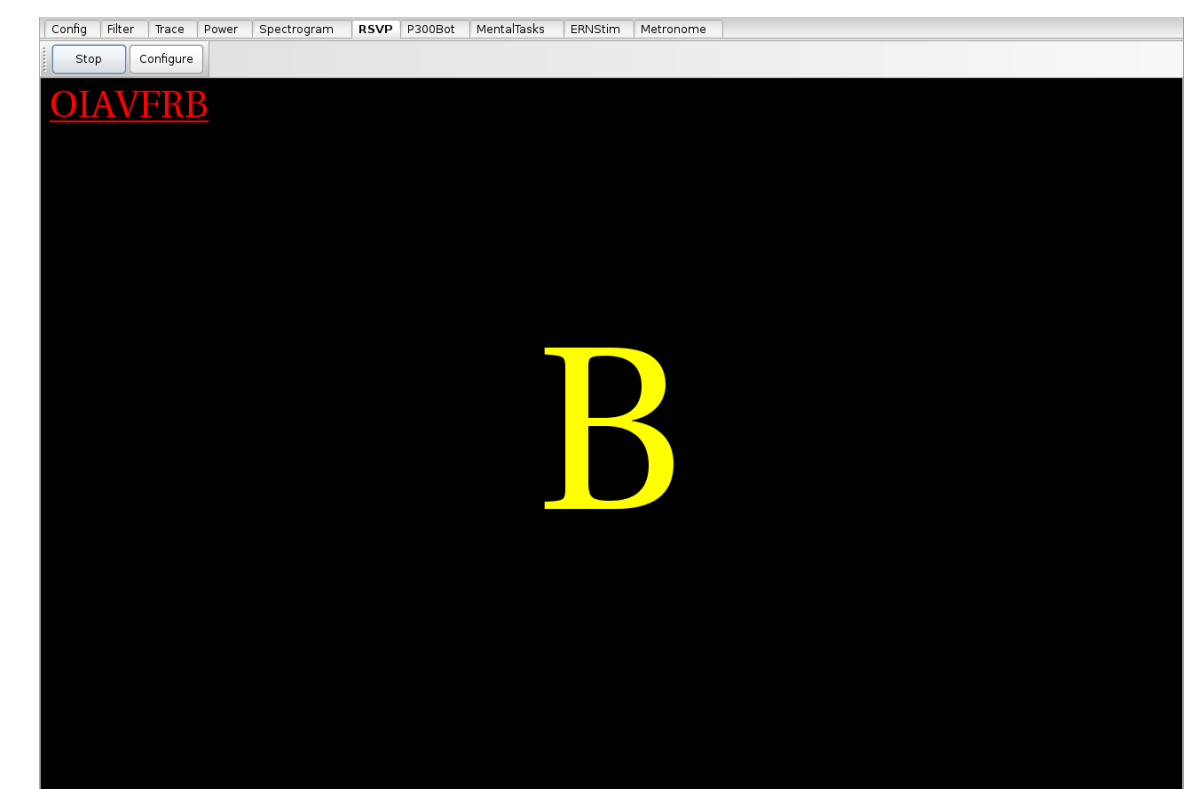 Config Filter Trace Power Spectrogram RSVP P300Bot MentalTasks ERNStim Metronome
Stop Configure
OIAVFRB
B